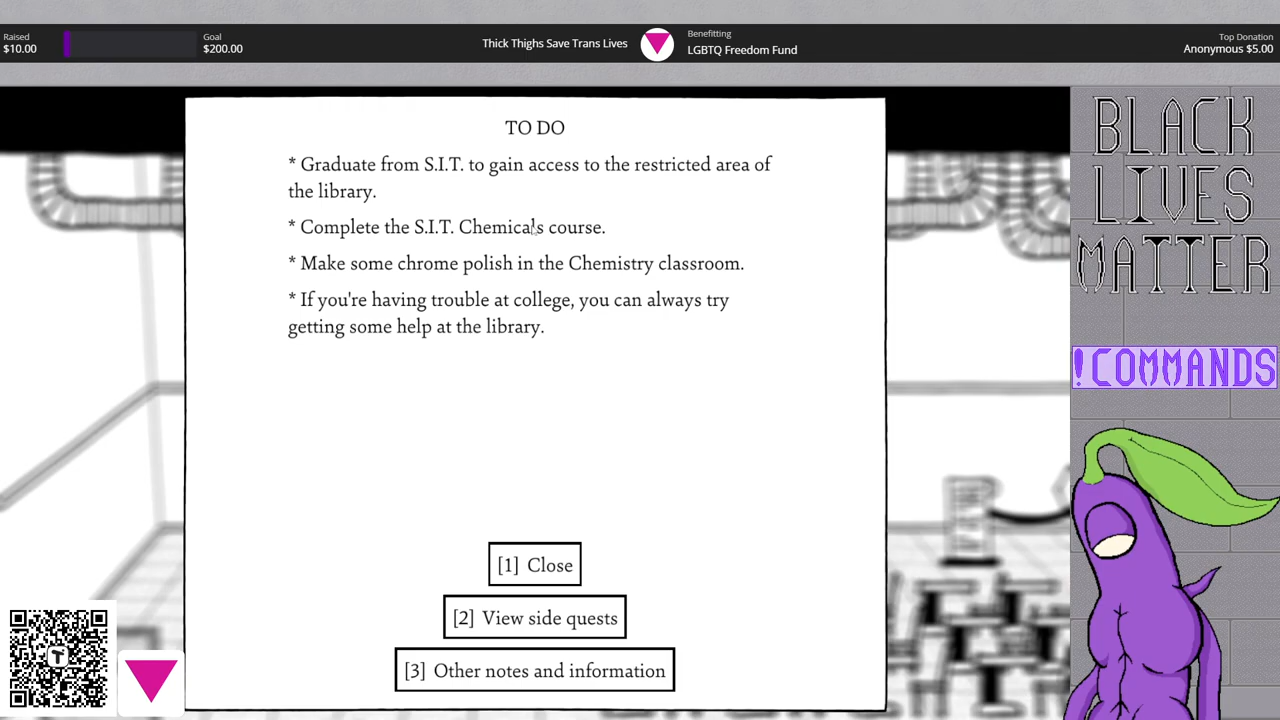 Raised
$10.00
Goal
$200.00
Thick Thighs Save Trans Lives
Benefitting
LGBTQ Freedom Fund
Top Donation
Anonymous $5.00
TO DO
* Graduate from S.I.T. to gain access to the restricted area of
the library.
* Complete the S.I.T. Chemicals course.
* Make some chrome polish in the Chemistry classroom.
* If you're having trouble at college, you can always try
getting some help at the library.
[1] Close
[2] View side quests
[3] Other notes and information
BLACK
LIVES
MATTER
!COMMANDS
T